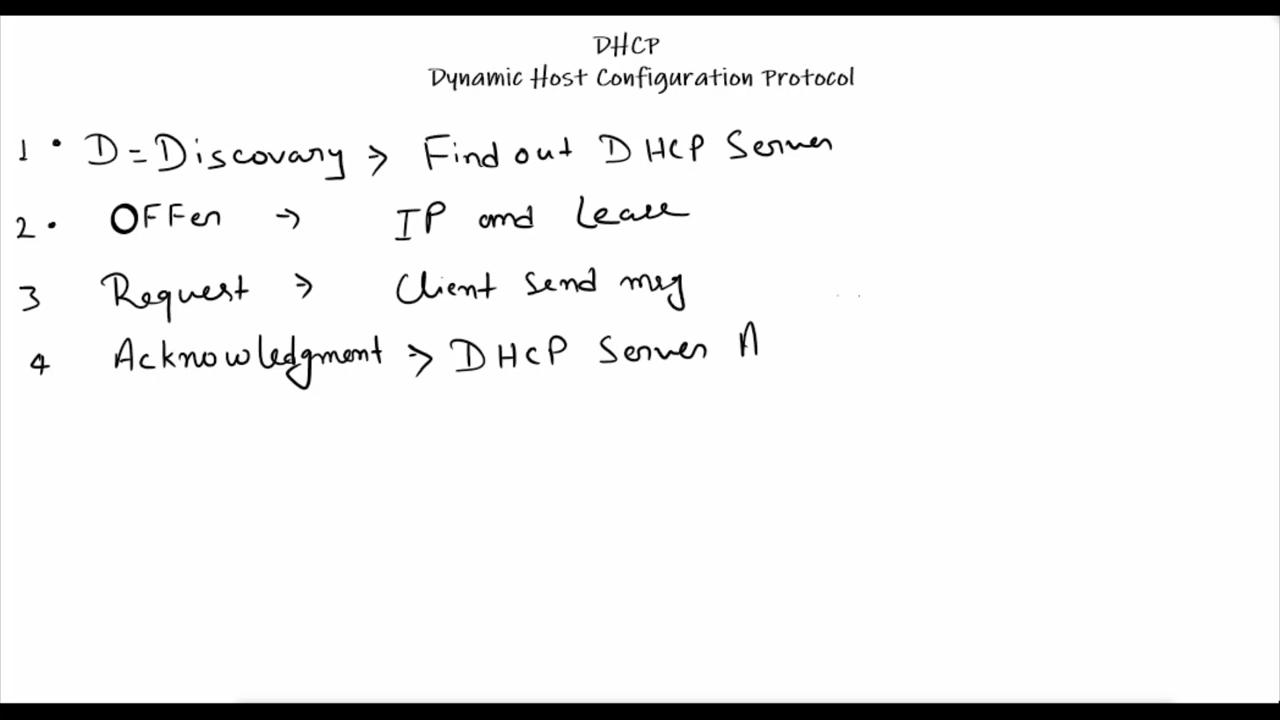 DHCP
Dynamic Host Configuration Protocol
1. D = Discovary → Find out DHCP Server
2. OFFer → IP and Lease
3 Request → Client Send msg
4 Acknowledgment → DHCP Server A